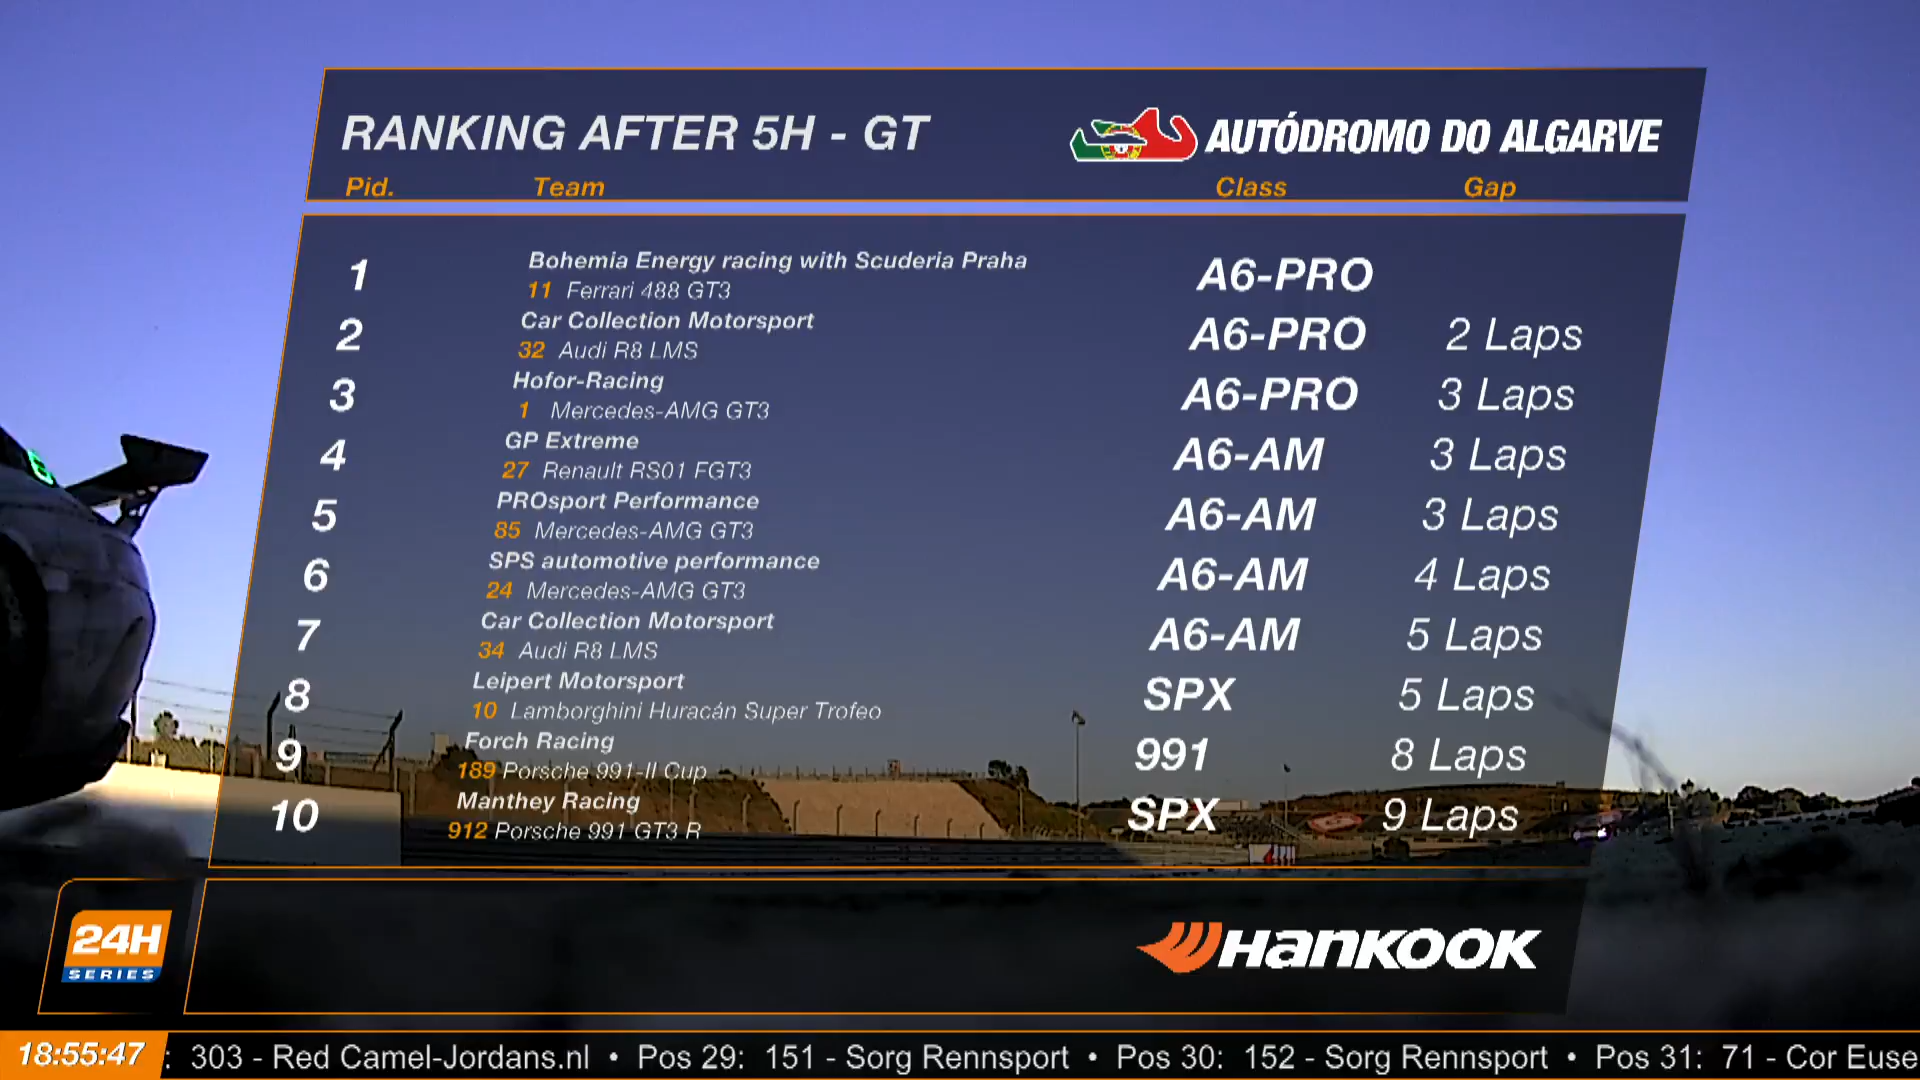 RANKING AFTER 5H - GT
AUTÓDROMO DO ALGARVE
Pid. Team Class Gap
1 Bohemia Energy racing with Scuderia Praha A6-PRO
11 Ferrari 488 GT3
2 Car Collection Motorsport A6-PRO 2 Laps
32 Audi R8 LMS
3 Hofor-Racing A6-PRO 3 Laps
1 Mercedes-AMG GT3
4 GP Extreme A6-AM 3 Laps
27 Renault RS01 FGT3
5 PROsport Performance A6-AM 3 Laps
85 Mercedes-AMG GT3
6 SPS automotive performance A6-AM 4 Laps
24 Mercedes-AMG GT3
7 Car Collection Motorsport A6-AM 5 Laps
34 Audi R8 LMS
8 Leipert Motorsport SPX 5 Laps
10 Lamborghini Huracán Super Trofeo
9 Forch Racing 991 8 Laps
189 Porsche 991-II Cup
10 Manthey Racing SPX 9 Laps
912 Porsche 991 GT3 R
24H
SERIES
HANKOOK
18:55:47 : 303 - Red Camel-Jordans.nl • Pos 29: 151 - Sorg Rennsport • Pos 30: 152 - Sorg Rennsport • Pos 31: 71 - Cor Euse